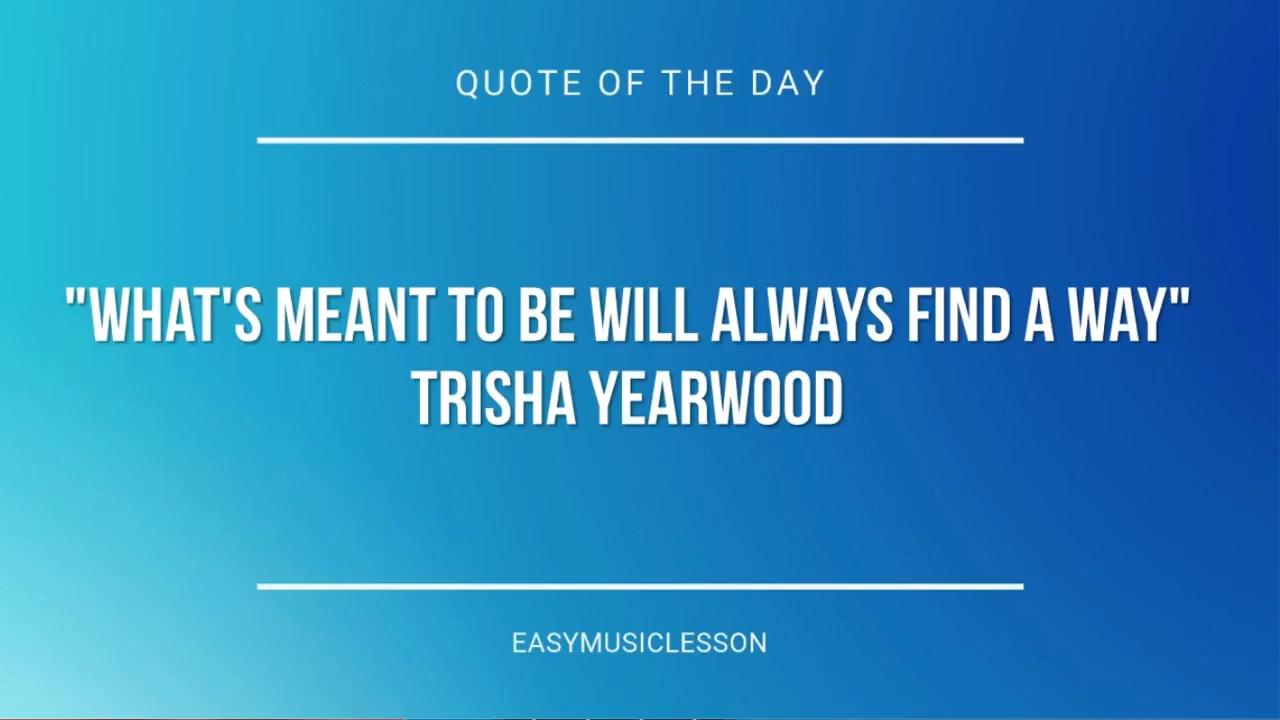 QUOTE OF THE DAY
"WHAT'S MEANT TO BE WILL ALWAYS FIND A WAY"
TRISHA YEARWOOD
EASYMUSICLESSON